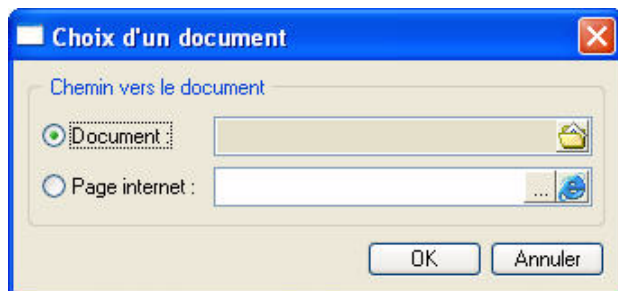 Choix d'un document
Chemin vers le document
Document :
Page internet :
...
OK
Annuler